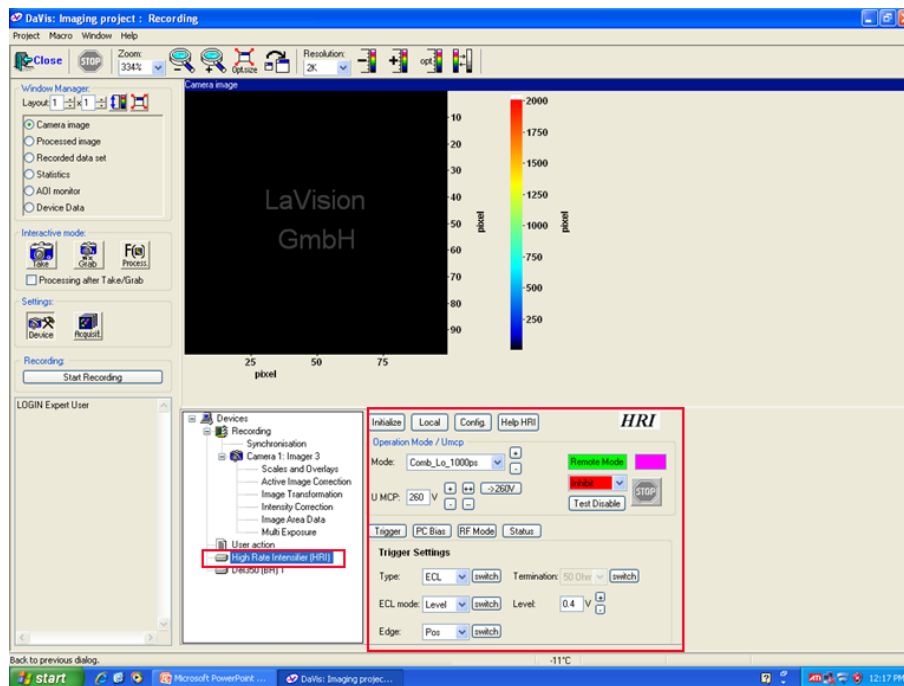 DaVis: Imaging project : Recording
Project Macro Window Help
Close
STOP
Zoom:
334%
Opt.size
Resolution:
2K
opt
Window Manager:
Layout: 1 x 1
Camera image
Processed image
Recorded data set
Statistics
AOI monitor
Device Data
Interactive mode:
Take
Grab
F(x)
Process.
Processing after Take/Grab
Settings:
Device
Acquisit.
Recording:
Start Recording
LOGIN Expert User
Camera image
LaVision
GmbH
10
20
30
40
50
60
70
80
90
pixel
25 50 75
pixel
2000
1750
1500
1250
1000
750
500
250
pixel
Devices
Recording
Synchronisation
Camera 1: Imager 3
Scales and Overlays
Active Image Correction
Image Transformation
Intensity Correction
Image Area Data
Multi Exposure
User action
High Rate Intensifier (HRI)
Del350 (BH) 1
Initialize Local Config. Help HRI HRI
Operation Mode / Umcp
Mode: Comb_Lo_1000ps + -
Remote Mode
U MCP: 260 V + ++ ->260V - --
Inhibit
STOP
Test Disable
Trigger PC Bias RF Mode Status
Trigger Settings
Type: ECL switch Termination: 50 Ohm switch
ECL mode: Level switch Level: 0.4 V + -
Edge: Pos switch
Back to previous dialog.
-11°C
start
Microsoft PowerPoint ...
DaVis: Imaging projec...
12:17 PM